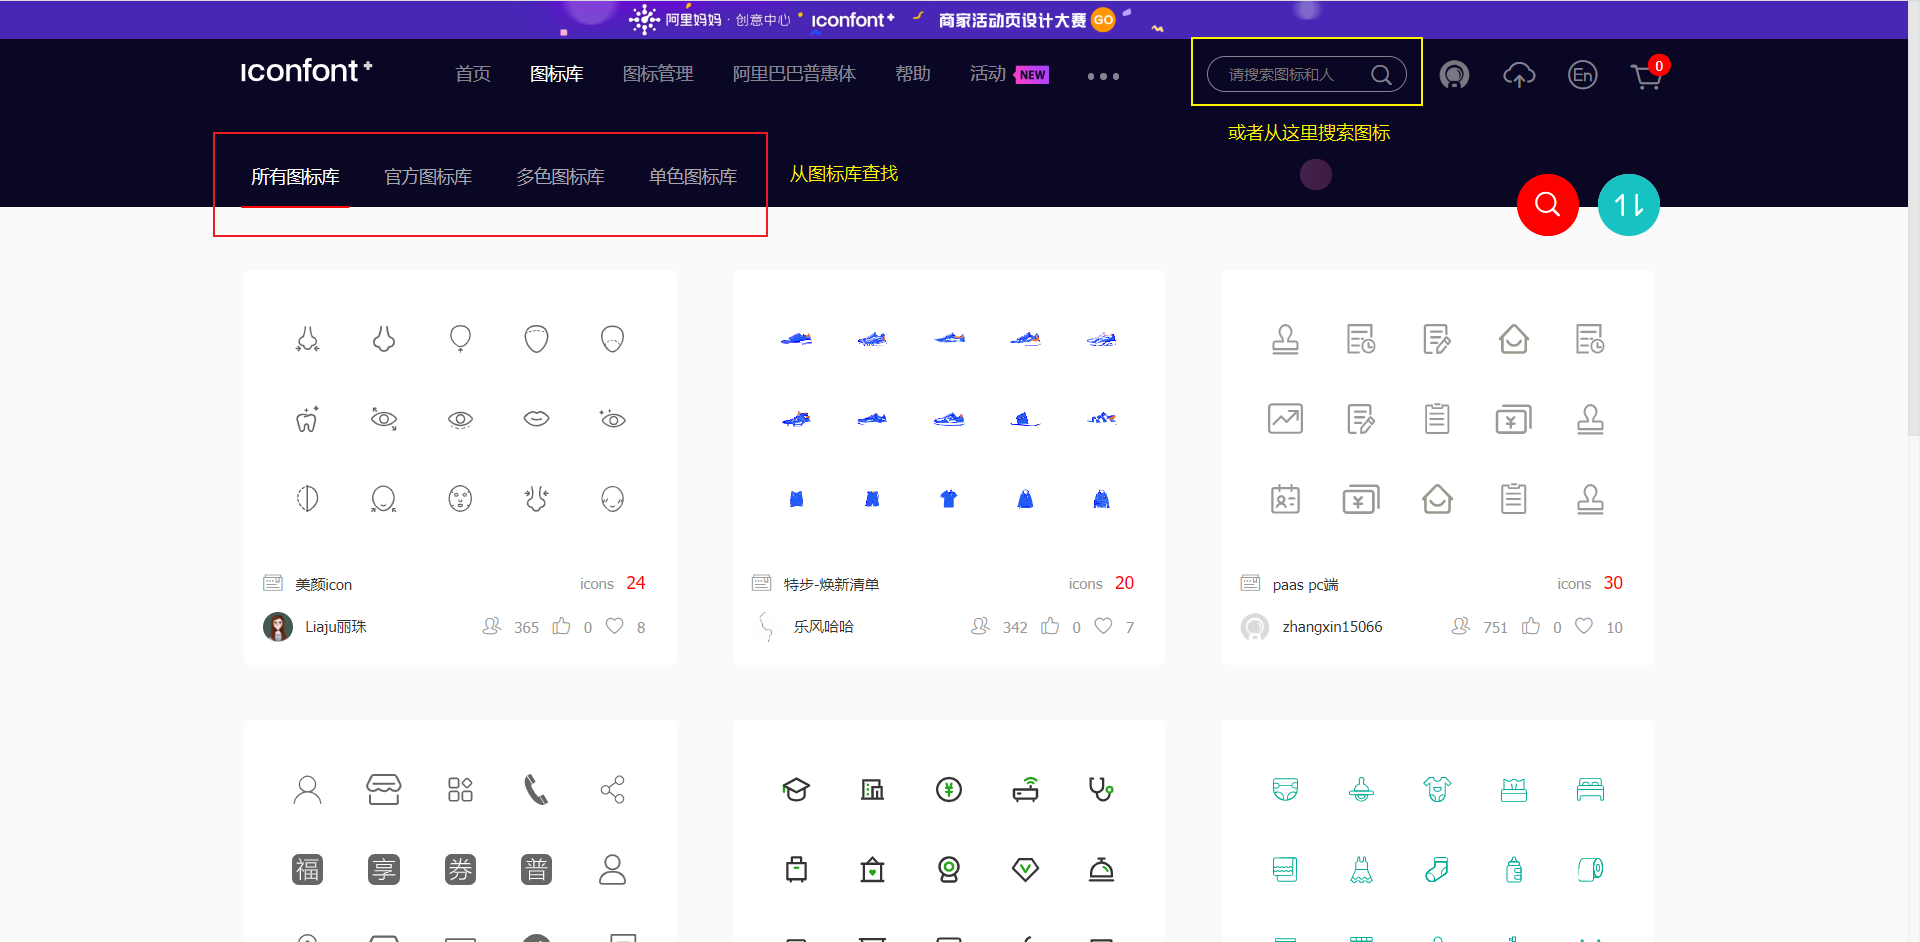 阿里妈妈 · 创意中心 iconfont+ 商家活动页设计大赛 GO
iconfont+ 首页 图标库 图标管理 阿里巴巴普惠体 帮助 活动 NEW 请搜索图标和人 En 0
或者从这里搜索图标
所有图标库 官方图标库 多色图标库 单色图标库 从图标库查找
美颜icon icons 24
Liaju丽珠 365 0 8
特步-焕新清单 icons 20
乐风哈哈 342 0 7
paas pc端 icons 30
zhangxin15066 751 0 10
福 享 券 普